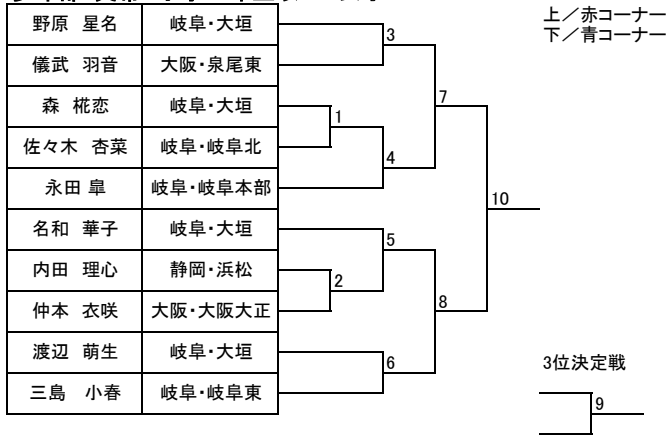 上／赤コーナー
下／青コーナー
野原 星名 岐阜・大垣
儀武 羽音 大阪・泉尾東
森 椛恋 岐阜・大垣
佐々木 杏菜 岐阜・岐阜北
永田 皐 岐阜・岐阜本部
名和 華子 岐阜・大垣
内田 理心 静岡・浜松
仲本 衣咲 大阪・大阪大正
渡辺 萌生 岐阜・大垣
三島 小春 岐阜・岐阜東
3
7
1
4
10
5
2
8
6
3位決定戦
9